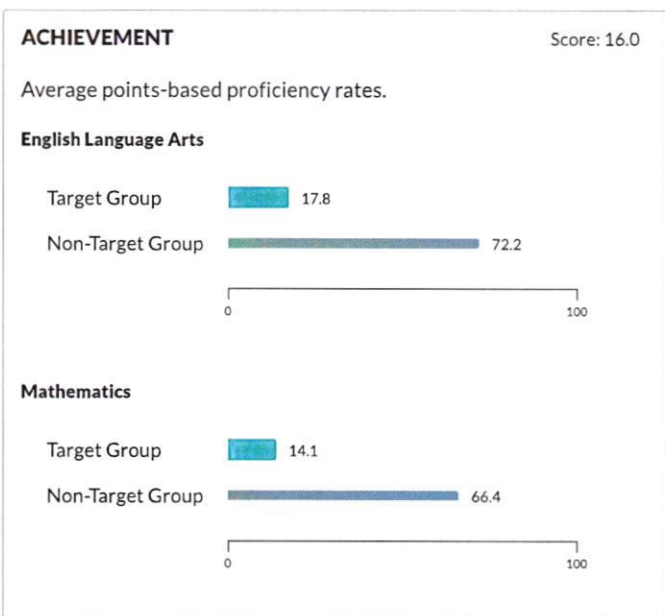 ACHIEVEMENT Score: 16.0
Average points-based proficiency rates.
English Language Arts
Target Group 17.8
Non-Target Group 72.2
0 100
Mathematics
Target Group 14.1
Non-Target Group 66.4
0 100